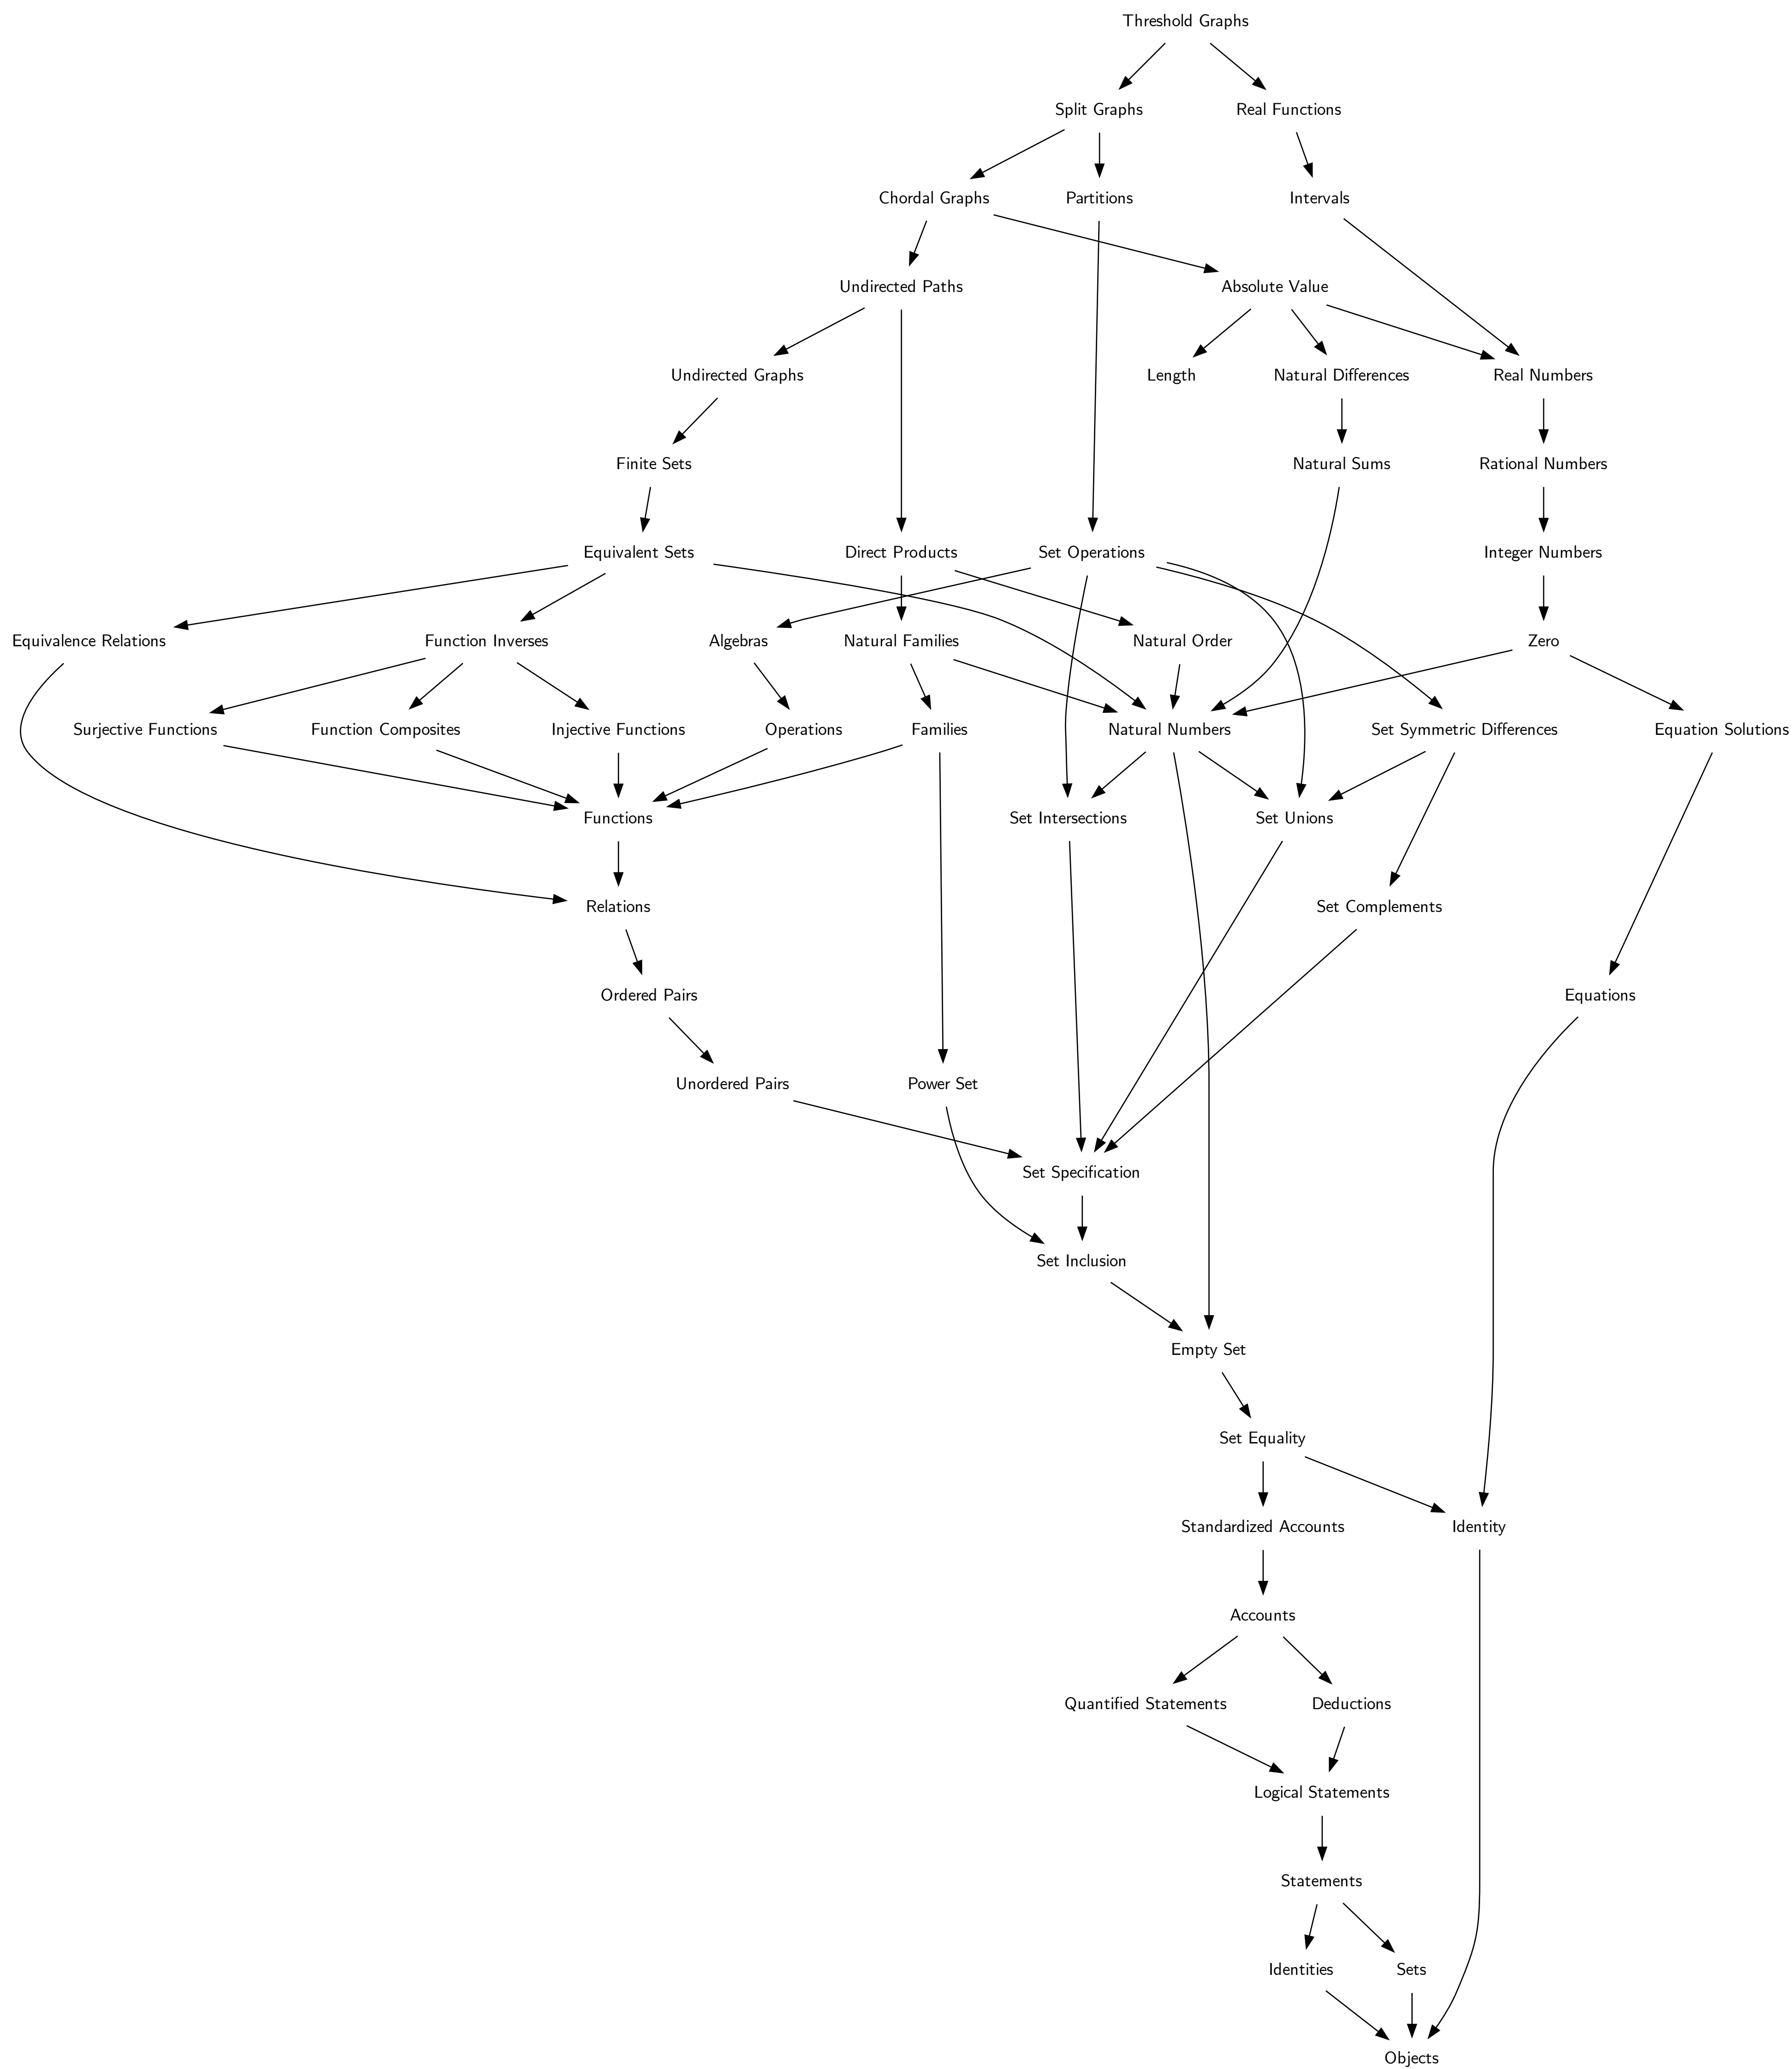 Threshold Graphs
Split Graphs
Real Functions
Chordal Graphs
Partitions
Intervals
Undirected Paths
Absolute Value
Undirected Graphs
Length
Natural Differences
Real Numbers
Finite Sets
Natural Sums
Rational Numbers
Equivalent Sets
Direct Products
Set Operations
Integer Numbers
Equivalence Relations
Function Inverses
Algebras
Natural Families
Natural Order
Zero
Surjective Functions
Function Composites
Injective Functions
Operations
Families
Natural Numbers
Set Symmetric Differences
Equation Solutions
Functions
Set Intersections
Set Unions
Relations
Set Complements
Ordered Pairs
Equations
Unordered Pairs
Power Set
Set Specification
Set Inclusion
Empty Set
Set Equality
Standardized Accounts
Identity
Accounts
Quantified Statements
Deductions
Logical Statements
Statements
Identities
Sets
Objects